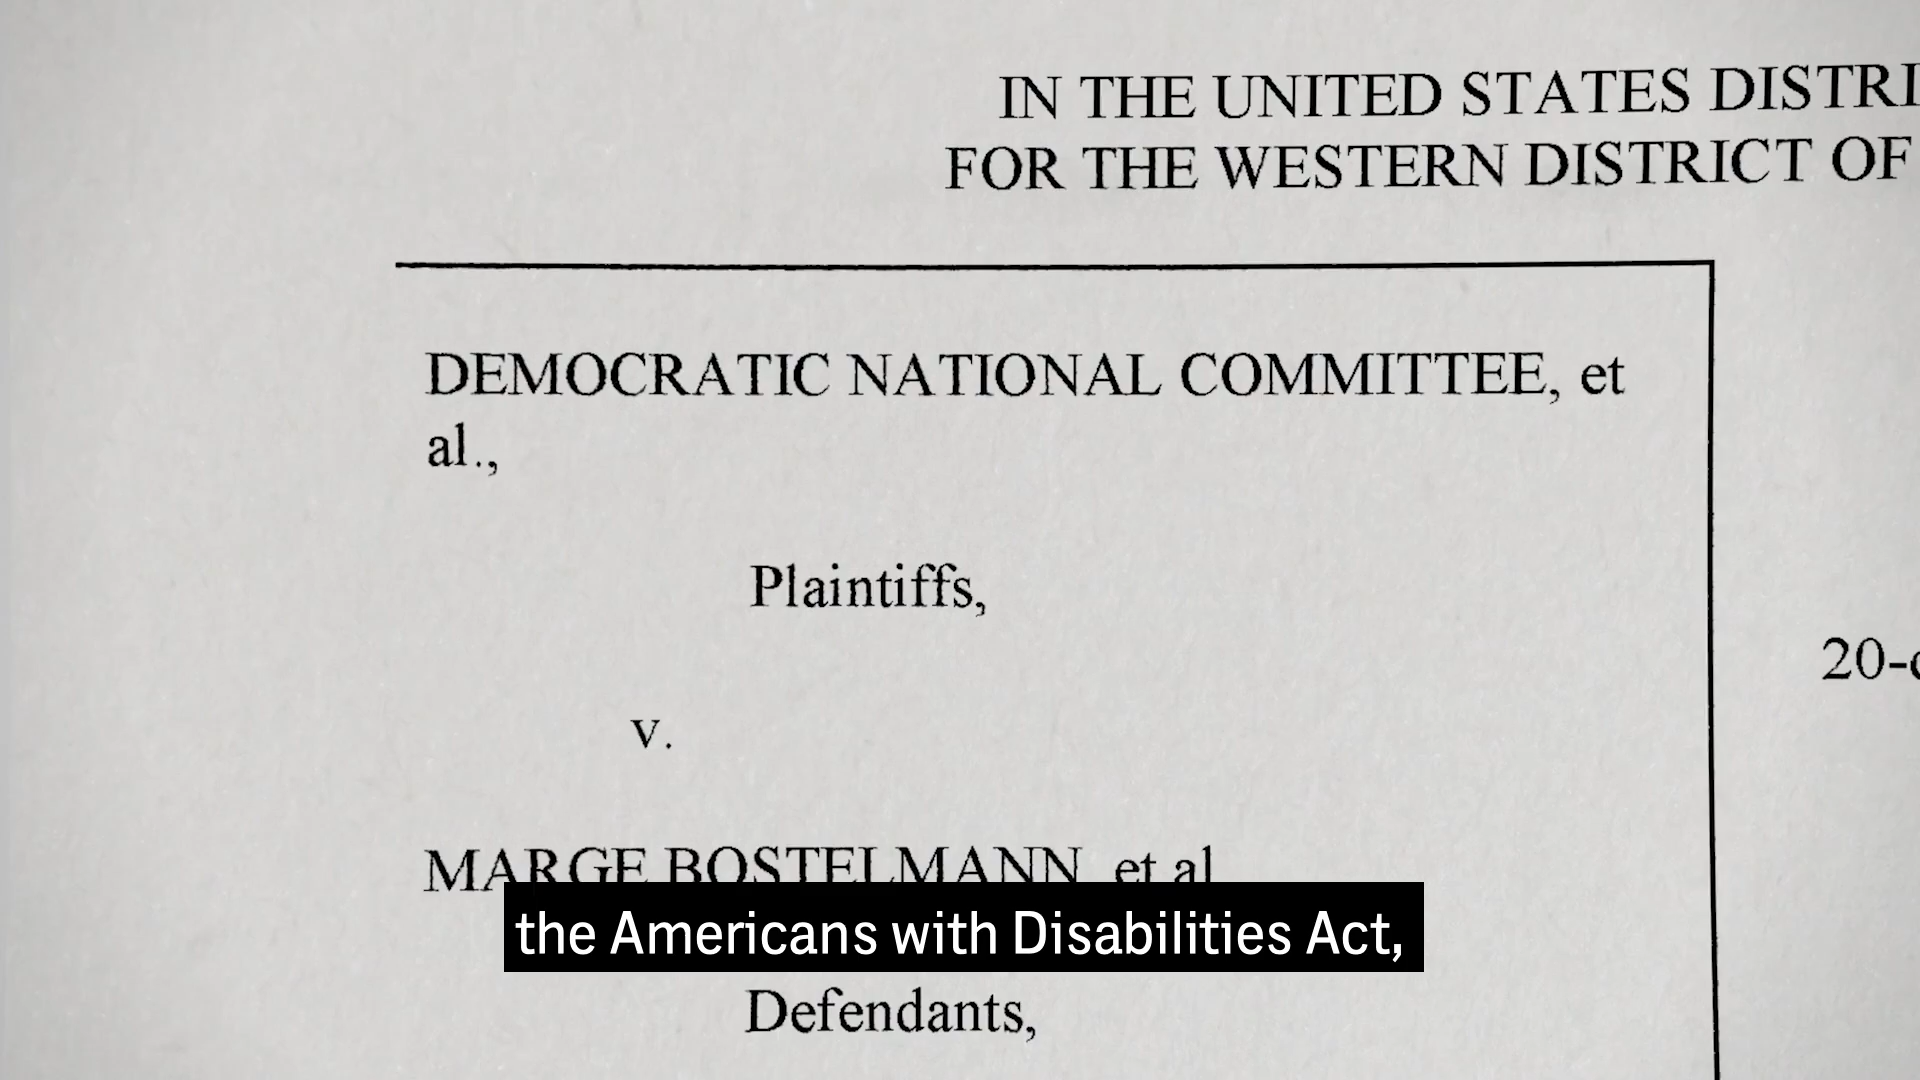 IN THE UNITED STATES DISTRI
FOR THE WESTERN DISTRICT OF
DEMOCRATIC NATIONAL COMMITTEE, et
al.,
Plaintiffs,
20-c
v.
MARGE BOSTELMANN, et al
the Americans with Disabilities Act,
Defendants,